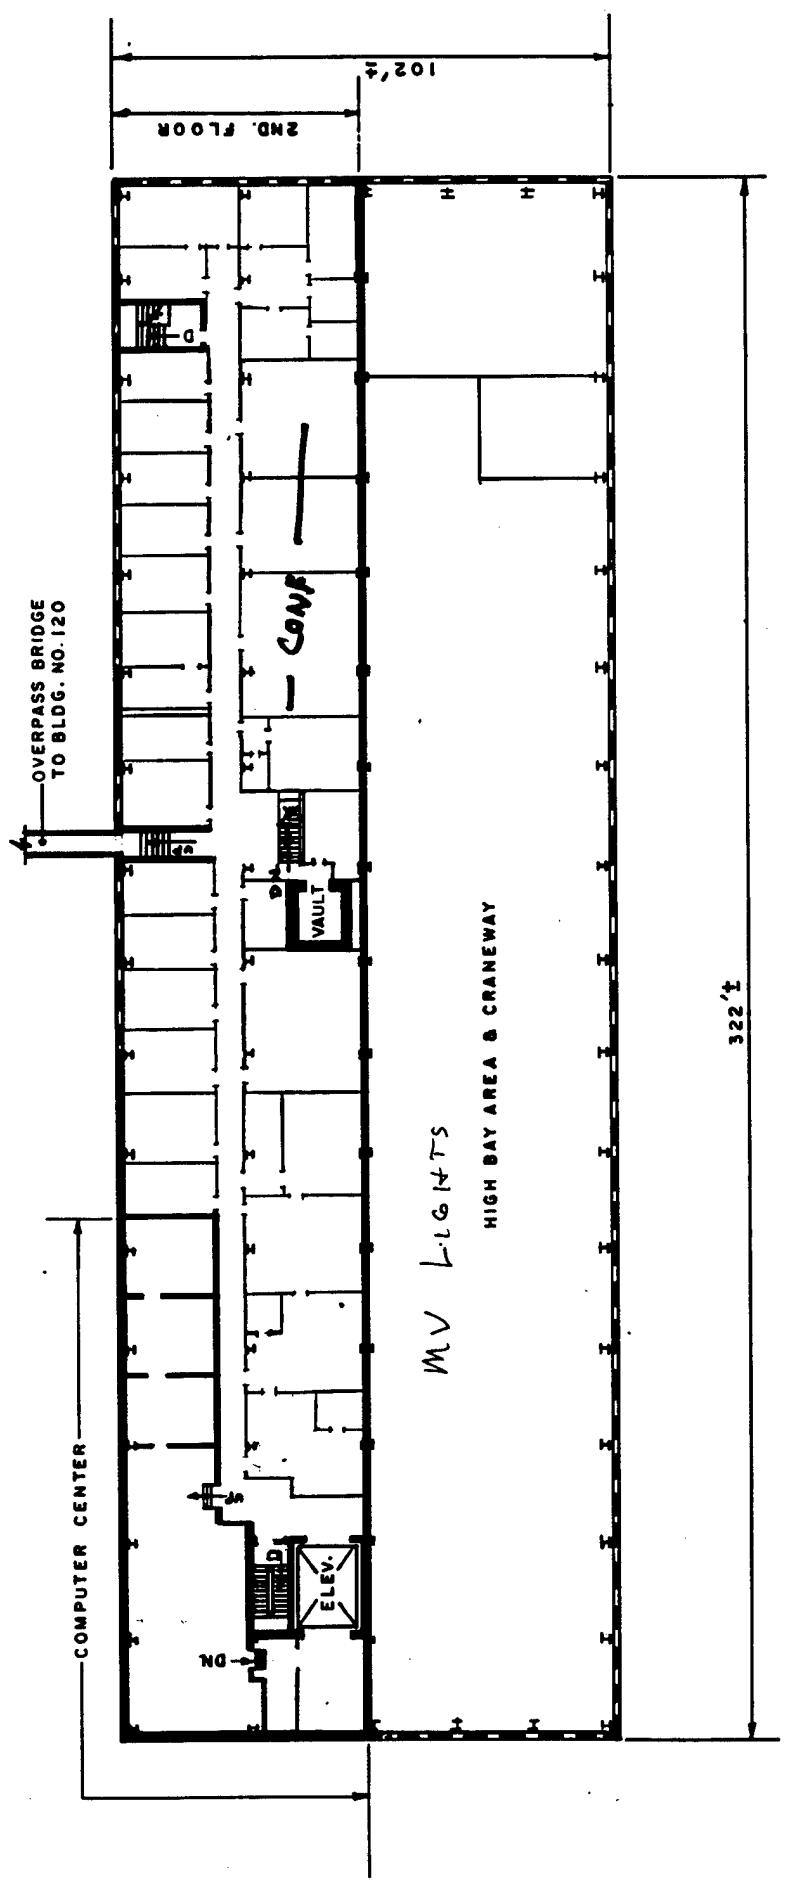 102'±
2ND. FLOOR
D
CONF
OVERPASS BRIDGE
TO BLDG. NO. 120
UP
DN
VAULT
HIGH BAY AREA & CRANEWAY
322'±
MV LIGHTS
COMPUTER CENTER
UP
D
ELEV.
DN.